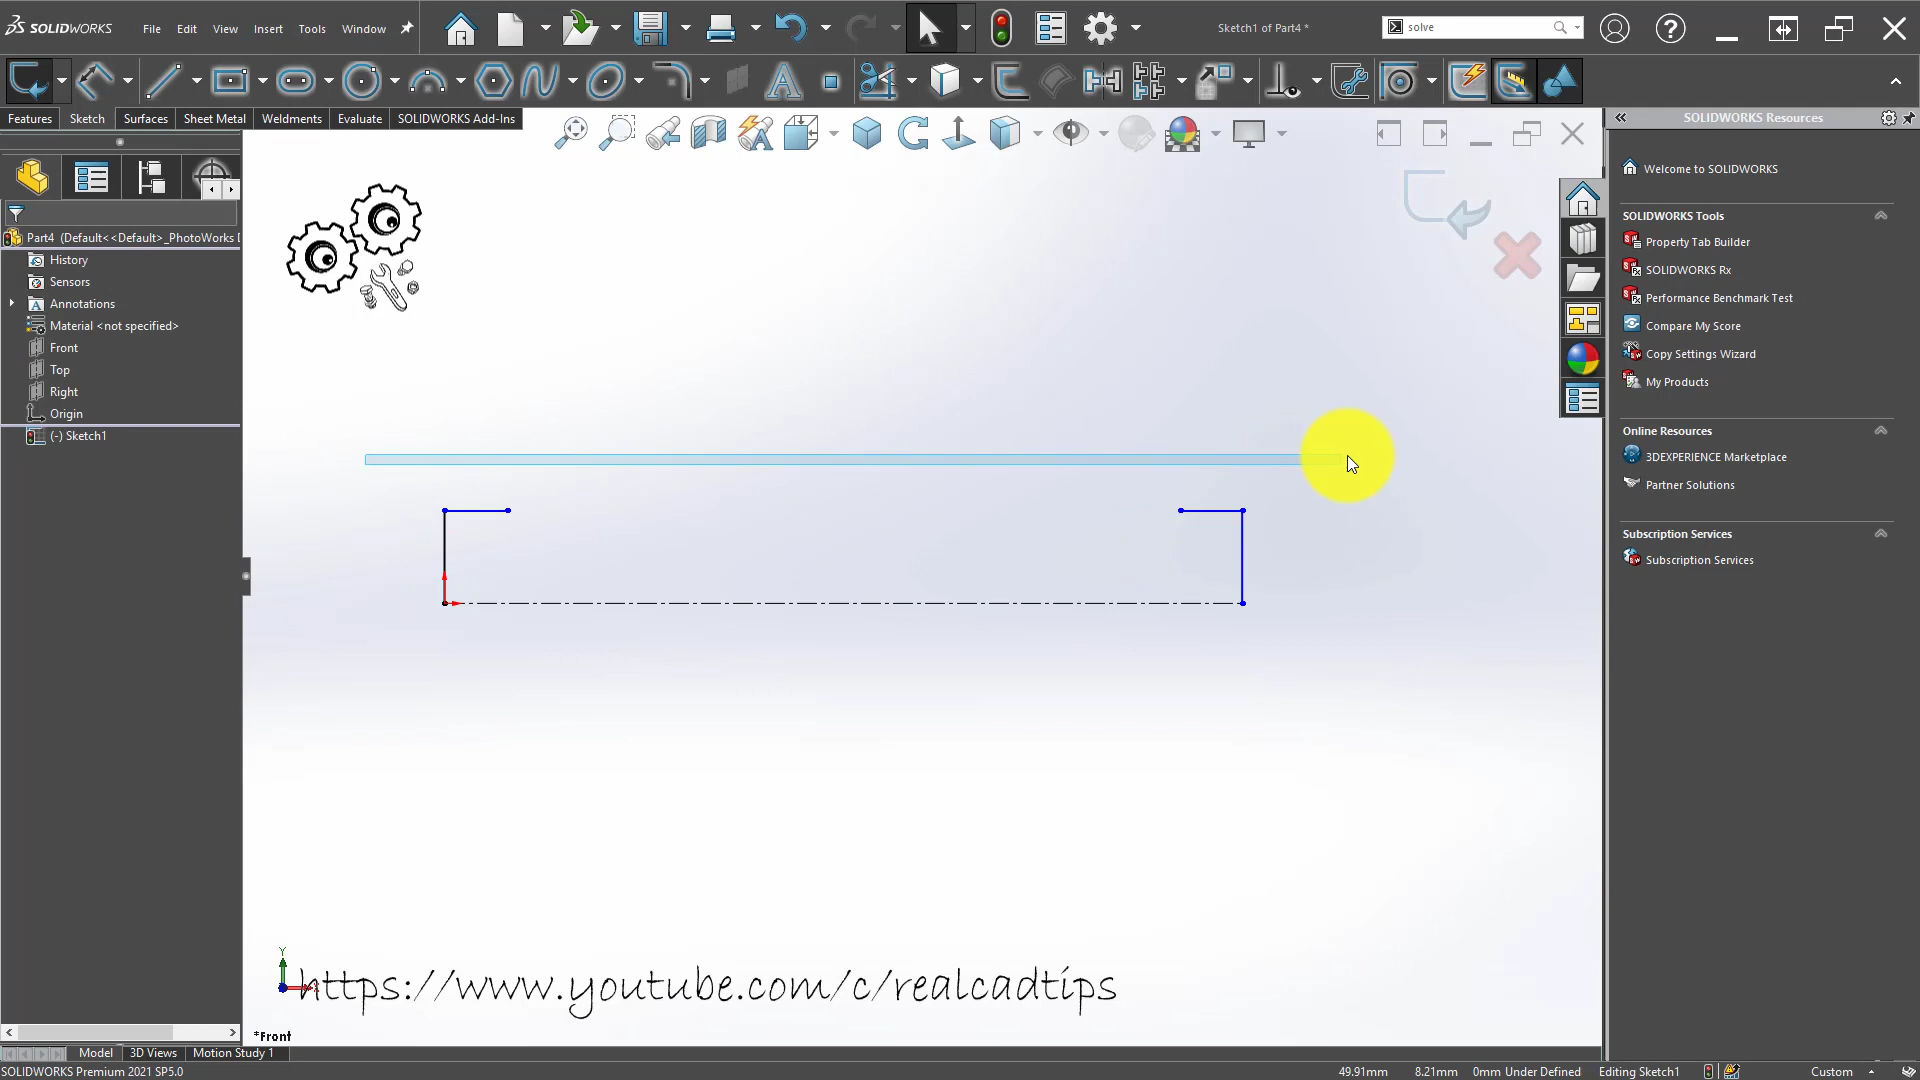 SOLIDWORKS File Edit View Insert Tools Window Sketch1 of Part4 * solve
Features Sketch Surfaces Sheet Metal Weldments Evaluate SOLIDWORKS Add-Ins
SOLIDWORKS Resources
Part4 (Default<<Default>_PhotoWorks
History
Sensors
Annotations
Material <not specified>
Front
Top
Right
Origin
(-) Sketch1
Welcome to SOLIDWORKS
SOLIDWORKS Tools
Property Tab Builder
SOLIDWORKS Rx
Performance Benchmark Test
Compare My Score
Copy Settings Wizard
My Products
Online Resources
3DEXPERIENCE Marketplace
Partner Solutions
Subscription Services
Subscription Services
Y
https://www.youtube.com/c/realcadtips
*Front
Model 3D Views Motion Study 1
SOLIDWORKS Premium 2021 SP5.0 49.91mm 8.21mm 0mm Under Defined Editing Sketch1 Custom